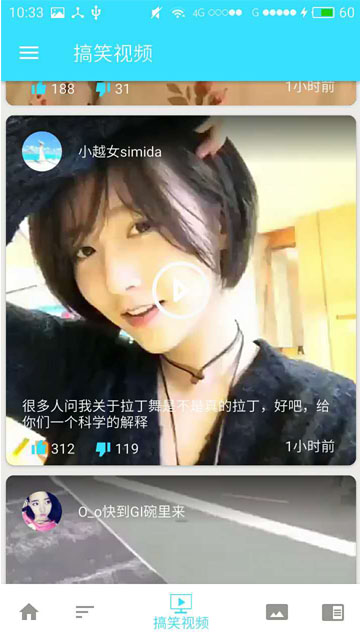 10:33 4G G 60
搞笑视频
188 31 1小时前
小越女simida
很多人问我关于拉丁舞是不是真的拉丁，好吧，给
你们一个科学的解释
312 119 1小时前
O_o快到GI碗里来
搞笑视频